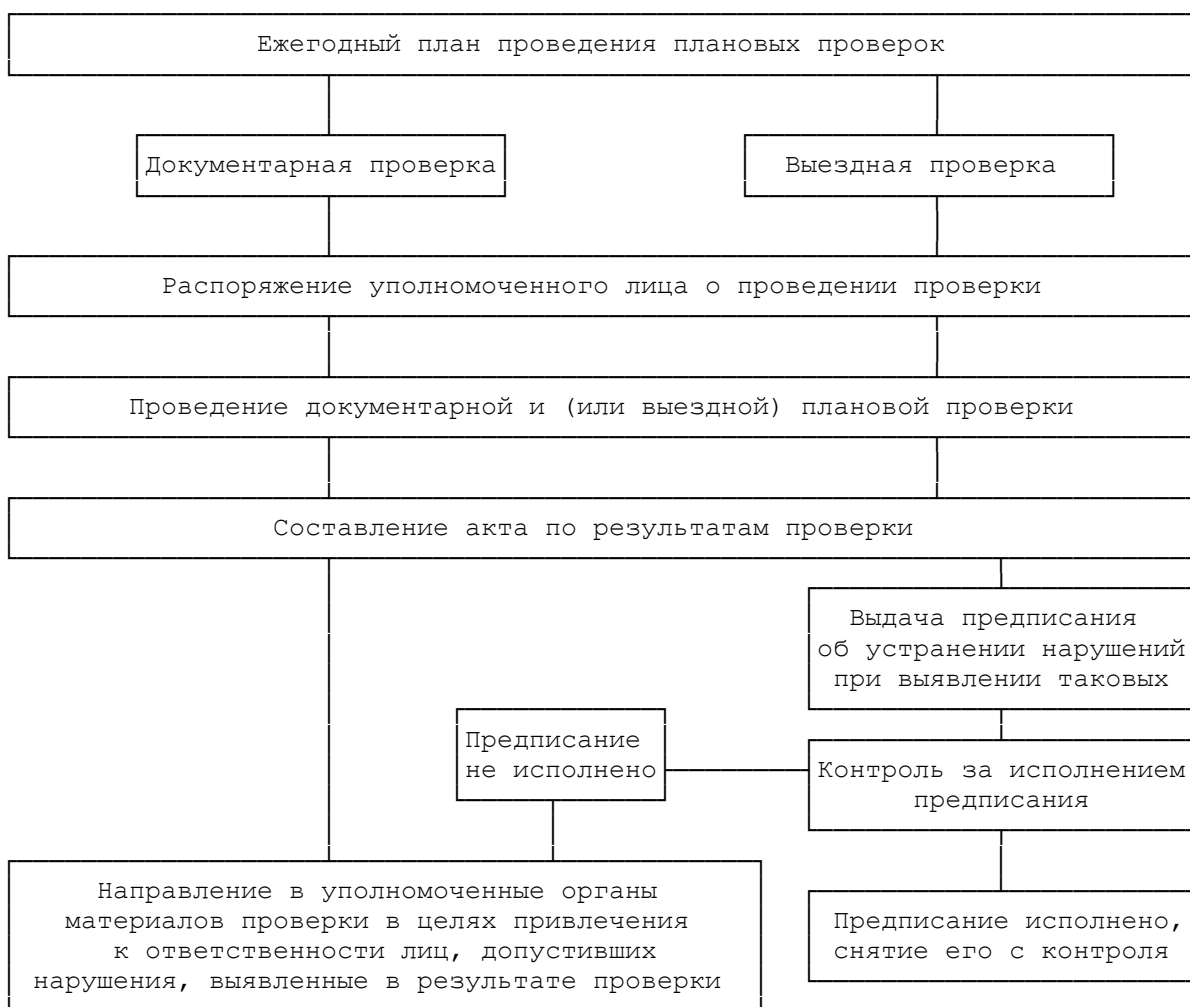 Ежегодный план проведения плановых проверок
Документарная проверка
Выездная проверка
Распоряжение уполномоченного лица о проведении проверки
Проведение документарной и (или выездной) плановой проверки
Составление акта по результатам проверки
Выдача предписания
об устранении нарушений
при выявлении таковых
Предписание
не исполнено
Контроль за исполнением
предписания
Направление в уполномоченные органы
материалов проверки в целях привлечения
к ответственности лиц, допустивших
нарушения, выявленные в результате проверки
Предписание исполнено,
снятие его с контроля